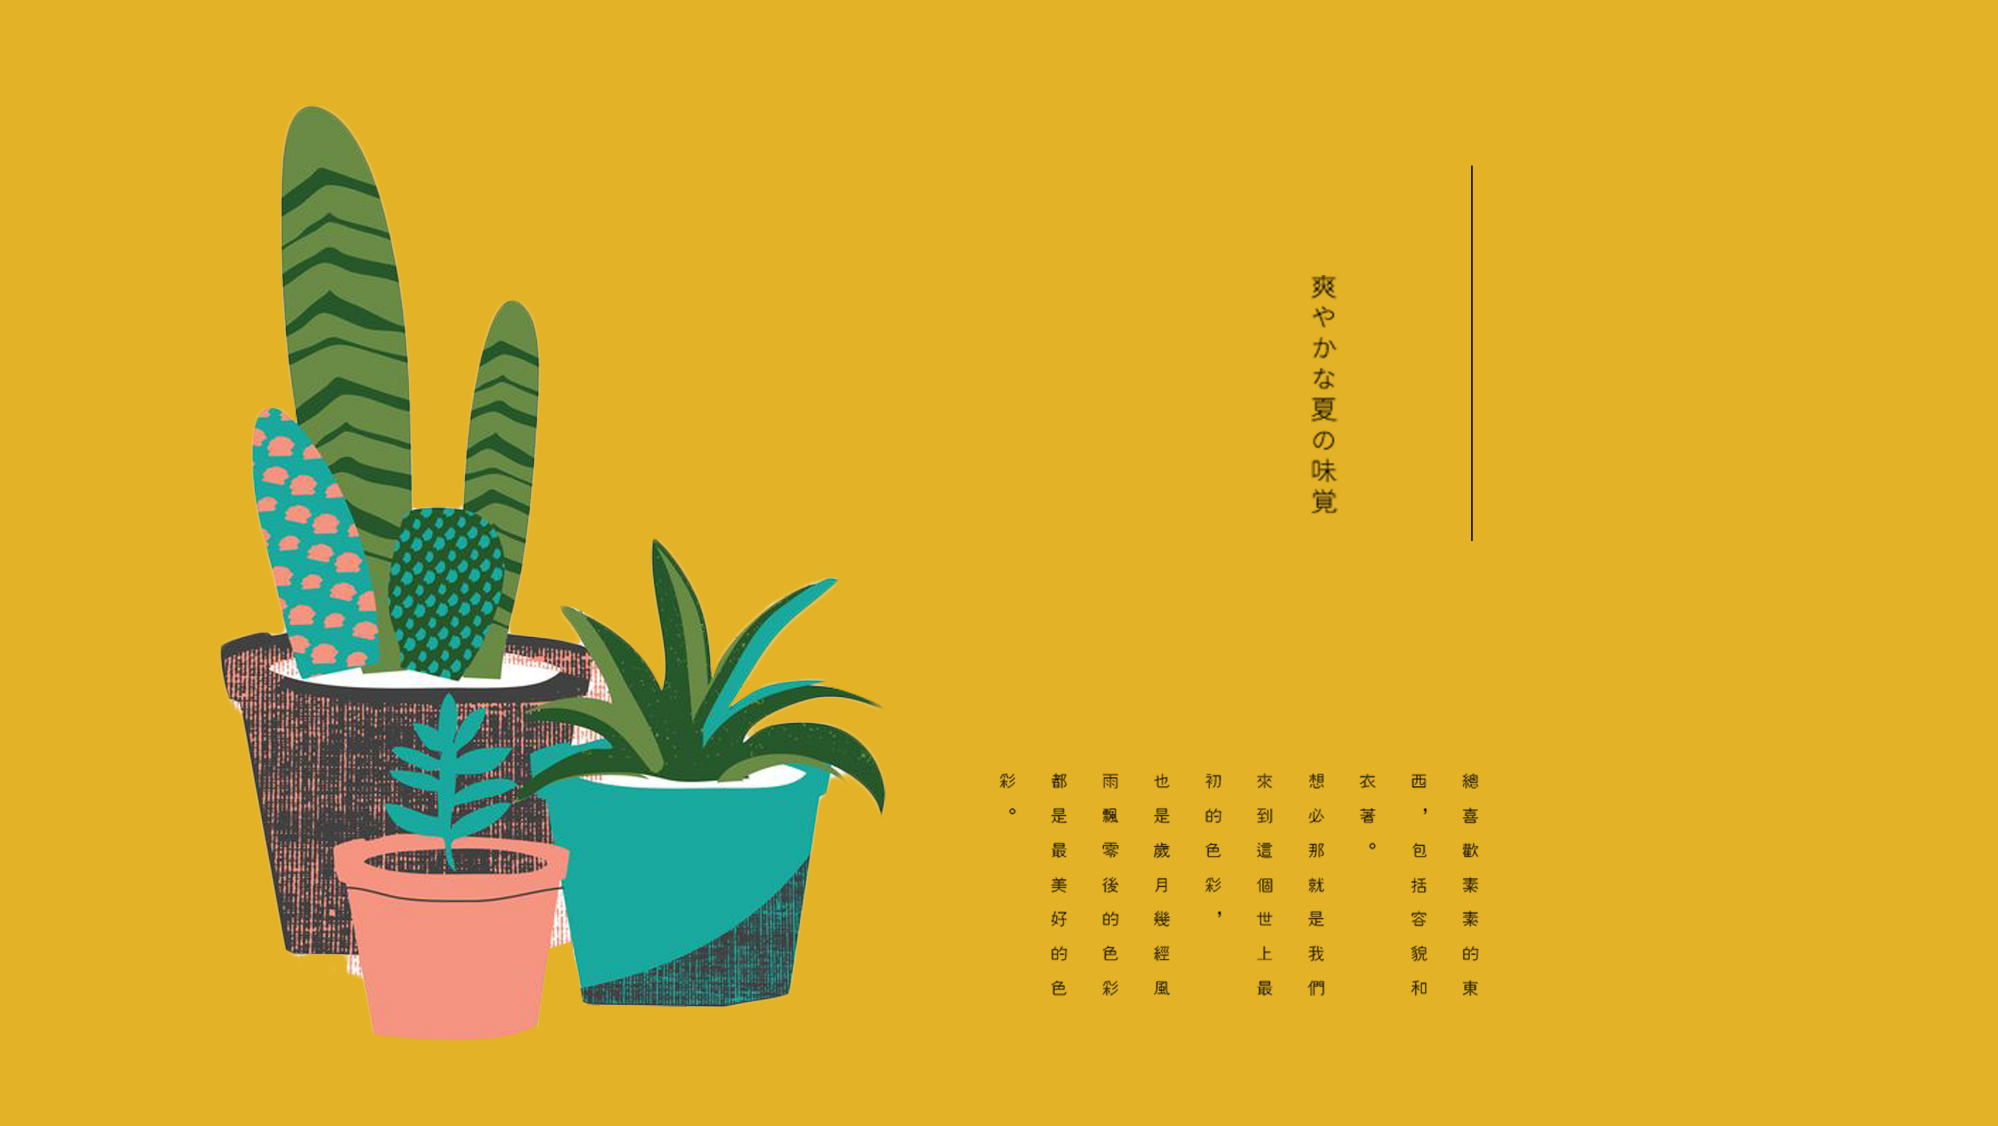 爽やかな夏の味覚
總喜歡素素的東
西，包括容貌和
衣著。
想必那就是我們
來到這個世上最
初的色彩，
也是歲月幾經風
雨飄零後的色彩
都是最美好的色
彩。